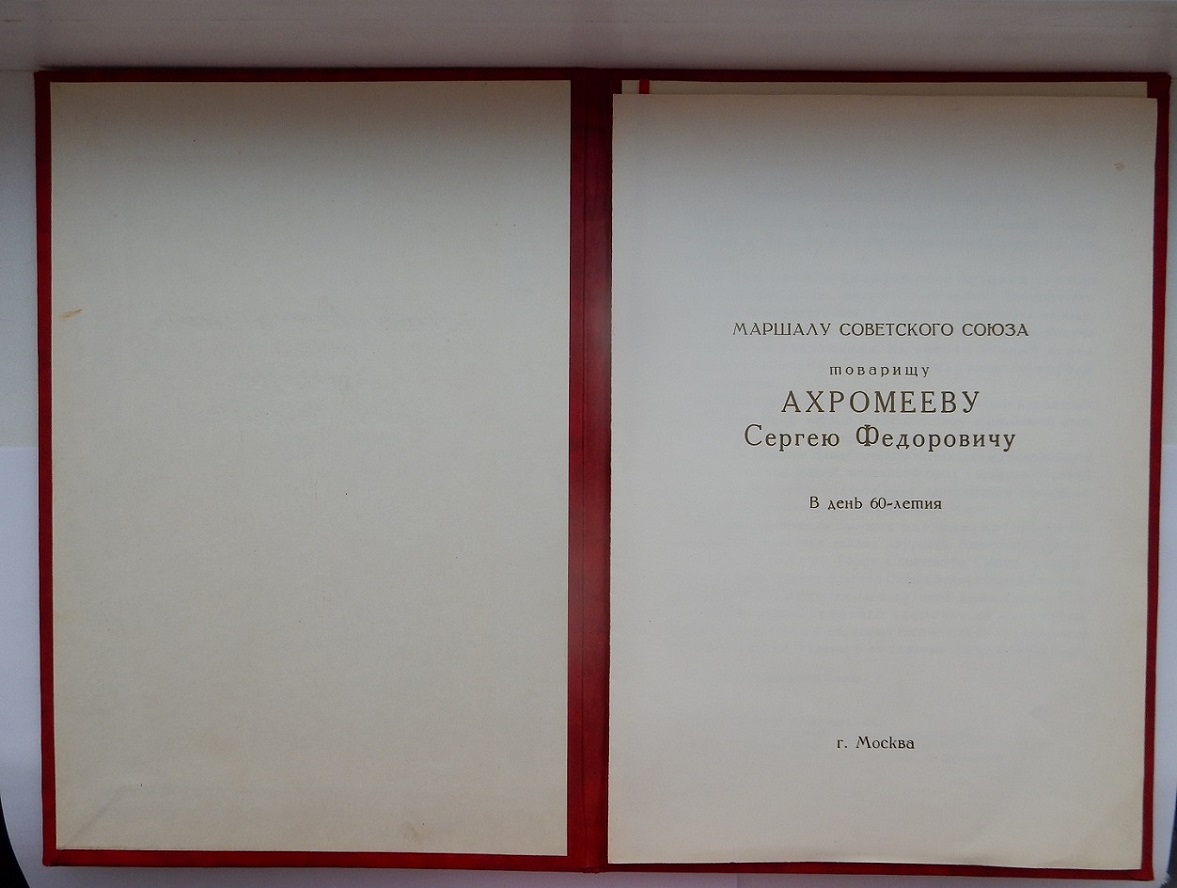 МАРШАЛУ СОВЕТСКОГО СОЮЗА
товарищу
АХРОМЕЕВУ
Сергею Федоровичу
В день 60-летия
г. Москва